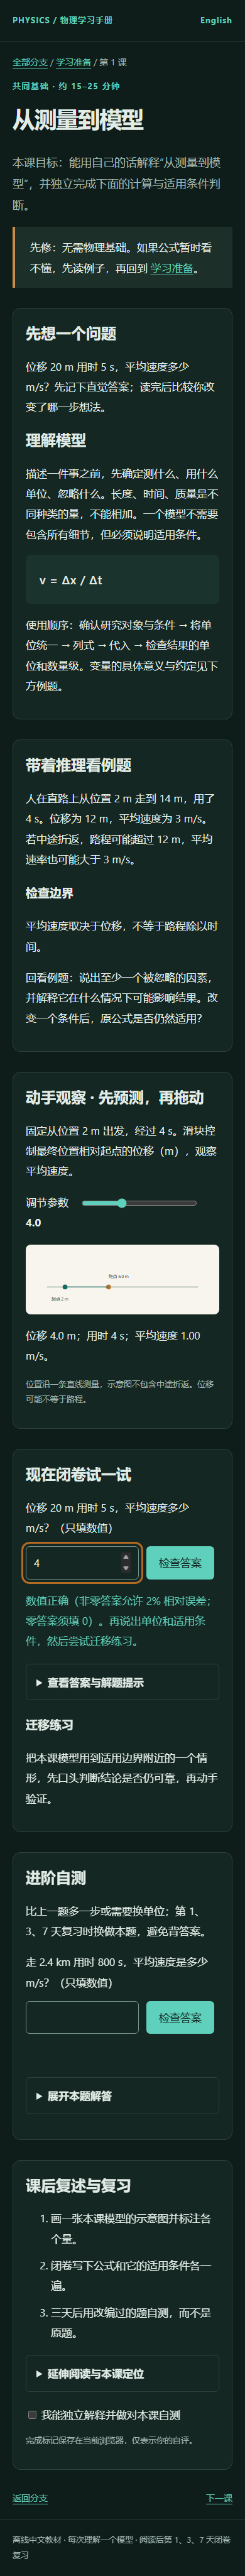 PHYSICS / 物理学习手册
English
全部分支 / 学习准备 / 第 1 课
共同基础 · 约 15–25 分钟
从测量到模型
本课目标：能用自己的话解释“从测量到模
型”，并独立完成下面的计算与适用条件判
断。
先修：无需物理基础。如果公式暂时看
不懂，先读例子，再回到 学习准备。
先想一个问题
位移 20 m 用时 5 s，平均速度多少
m/s？先记下直觉答案；读完后比较你改
变了哪一步想法。
理解模型
描述一件事之前，先确定测什么、用什么
单位、忽略什么。长度、时间、质量是不
同种类的量，不能相加。一个模型不需要
包含所有细节，但必须说明适用条件。
v = Δx / Δt
使用顺序：确认研究对象与条件 → 将单
位统一 → 列式 → 代入 → 检查结果的单
位和数量级。变量的具体意义与约定见下
方例题。
带着推理看例题
人在直路上从位置 2 m 走到 14 m，用了
4 s。位移为 12 m，平均速度为 3 m/s。
若中途折返，路程可能超过 12 m，平均
速率也可能大于 3 m/s。
检查边界
平均速度取决于位移，不等于路程除以时
间。
回看例题：说出至少一个被忽略的因素，
并解释它在什么情况下可能影响结果。改
变一个条件后，原公式是否仍然适用？
动手观察 · 先预测，再拖动
固定从位置 2 m 出发，经过 4 s。滑块控
制最终位置相对起点的位移（m），观察
平均速度。
调节参数
4.0
终点 6.0 m
起点 2 m
位移 4.0 m；用时 4 s；平均速度 1.00
m/s。
位置沿一条直线测量，示意图不包含中途折返。位移
可能不等于路程。
现在闭卷试一试
位移 20 m 用时 5 s，平均速度多少
m/s？（只填数值）
4
检查答案
数值正确（非零答案允许 2% 相对误差；
零答案须填 0）。再说出单位和适用条
件，然后尝试迁移练习。
查看答案与解题提示
迁移练习
把本课模型用到适用边界附近的一个情
形，先口头判断结论是否仍可靠，再动手
验证。
进阶自测
比上一题多一步或需要换单位；第 1、
3、7 天复习时换做本题，避免背答案。
走 2.4 km 用时 800 s，平均速度是多少
m/s？（只填数值）
检查答案
展开本题解答
课后复述与复习
1. 画一张本课模型的示意图并标注各
个量。
2. 闭卷写下公式和它的适用条件各一
遍。
3. 三天后用改编过的题自测，而不是
原题。
延伸阅读与本课定位
我能独立解释并做对本课自测
完成标记保存在当前浏览器，仅表示你的自评。
返回分支
下一课
离线中文教材 · 每次理解一个模型 · 阅读后第 1、3、7 天闭卷
复习